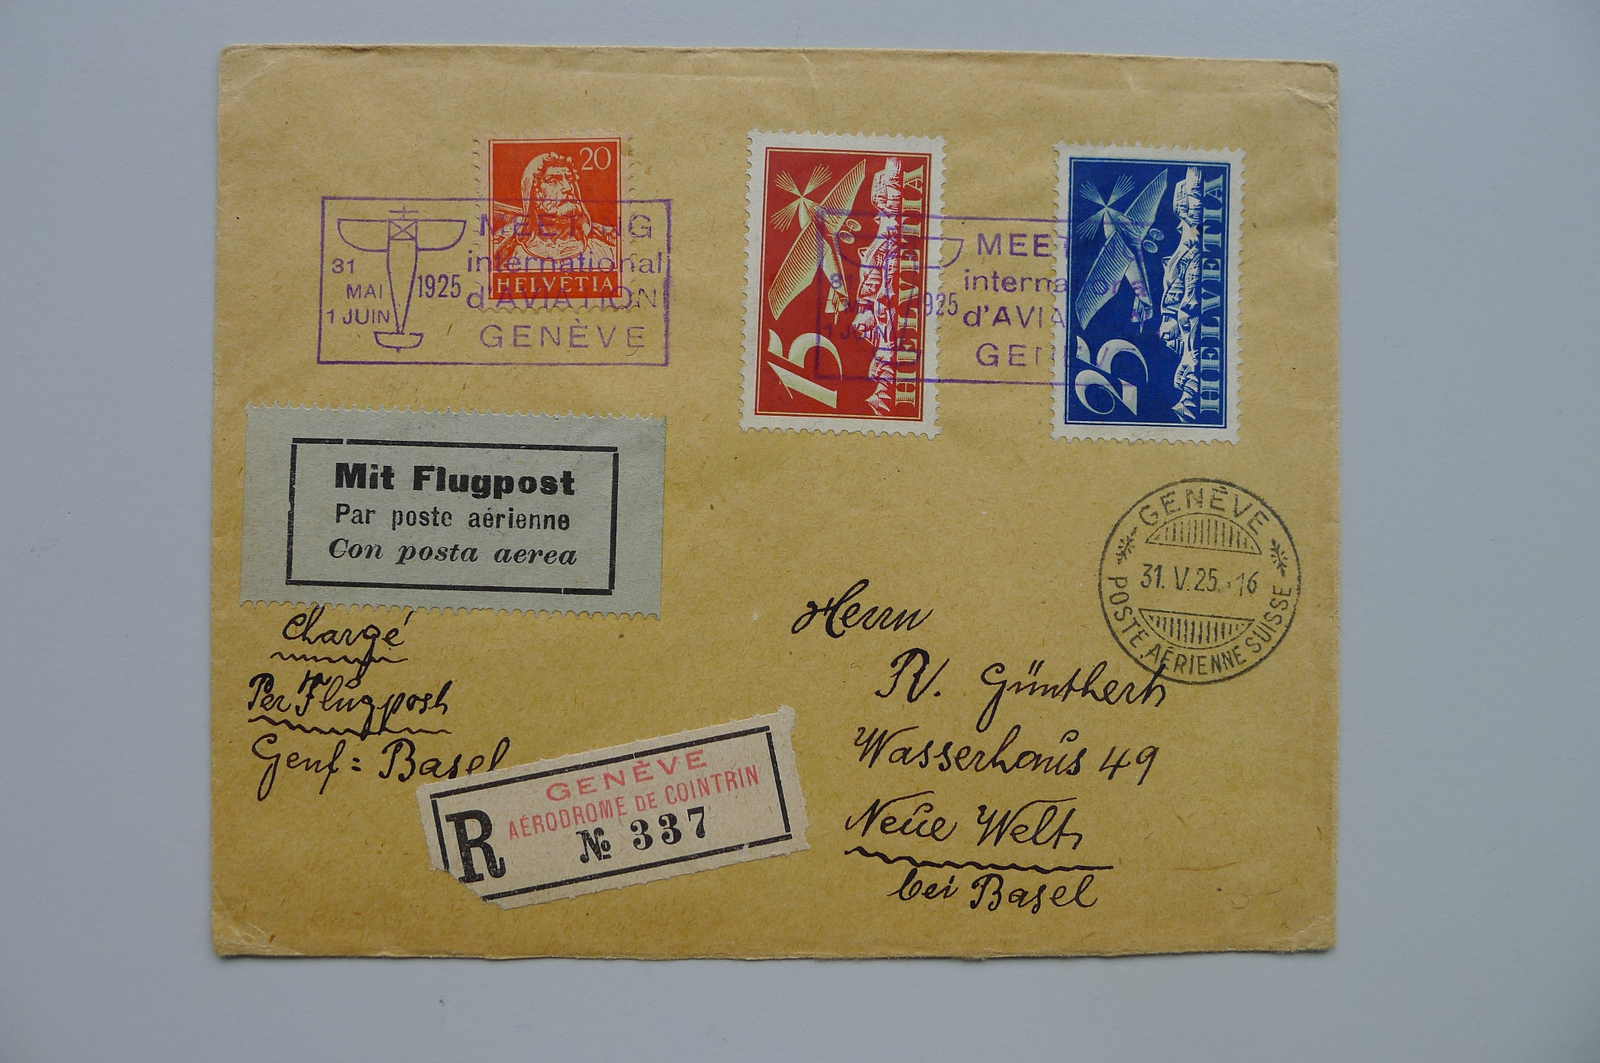 20
HELVETIA
31
MAI
1 JUIN
1925
MEETING
international
d'AVIATION
GENÈVE
15
HELVETIA
1925
MEET
interna
d'AVIA
GEN
25
HELVETIA
Mit Flugpost
Par poste aérienne
Con posta aerea
GENÈVE
31. V. 25.-16
POSTE AÉRIENNE SUISSE
Chargé
Per Flugpost
Genf = Basel
R
GENÈVE
AÉRODROME DE COINTRIN
№ 337
Herrn
R. Günthert
Wasserhaus 49
Neue Welt
bei Basel